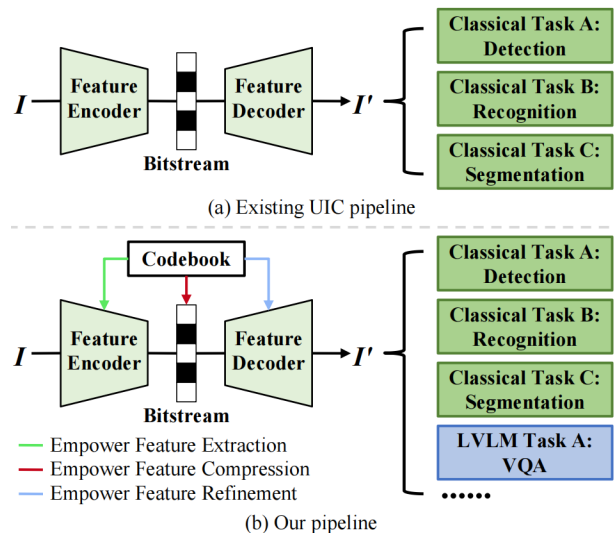 Classical Task A:
Detection
Feature
Encoder
Feature
Decoder
I
I'
Classical Task B:
Recognition
Bitstream
Classical Task C:
Segmentation
(a) Existing UIC pipeline
Codebook
Classical Task A:
Detection
Classical Task B:
Recognition
I
Feature
Encoder
Feature
Decoder
I'
Classical Task C:
Segmentation
Bitstream
Empower Feature Extraction
Empower Feature Compression
Empower Feature Refinement
LVLM Task A:
VQA
......
(b) Our pipeline